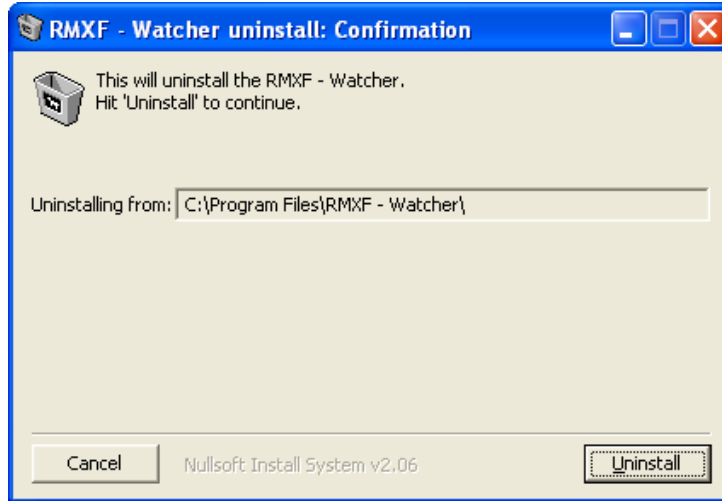 RMXF - Watcher uninstall: Confirmation
This will uninstall the RMXF - Watcher.
Hit 'Uninstall' to continue.
Uninstalling from: C:\Program Files\RMXF - Watcher\
Cancel Nullsoft Install System v2.06 Uninstall